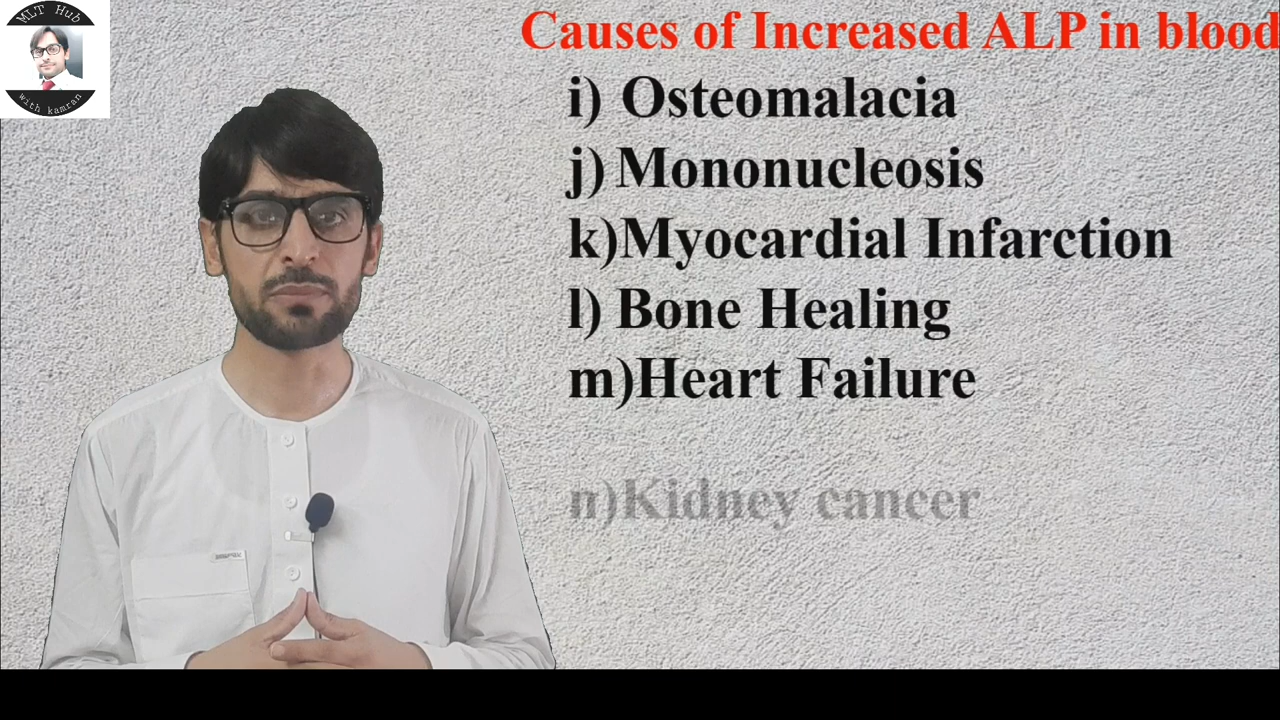 MLT Hub
with kamran
Causes of Increased ALP in blood
i) Osteomalacia
j) Mononucleosis
k)Myocardial Infarction
l) Bone Healing
m)Heart Failure
n)Kidney cancer